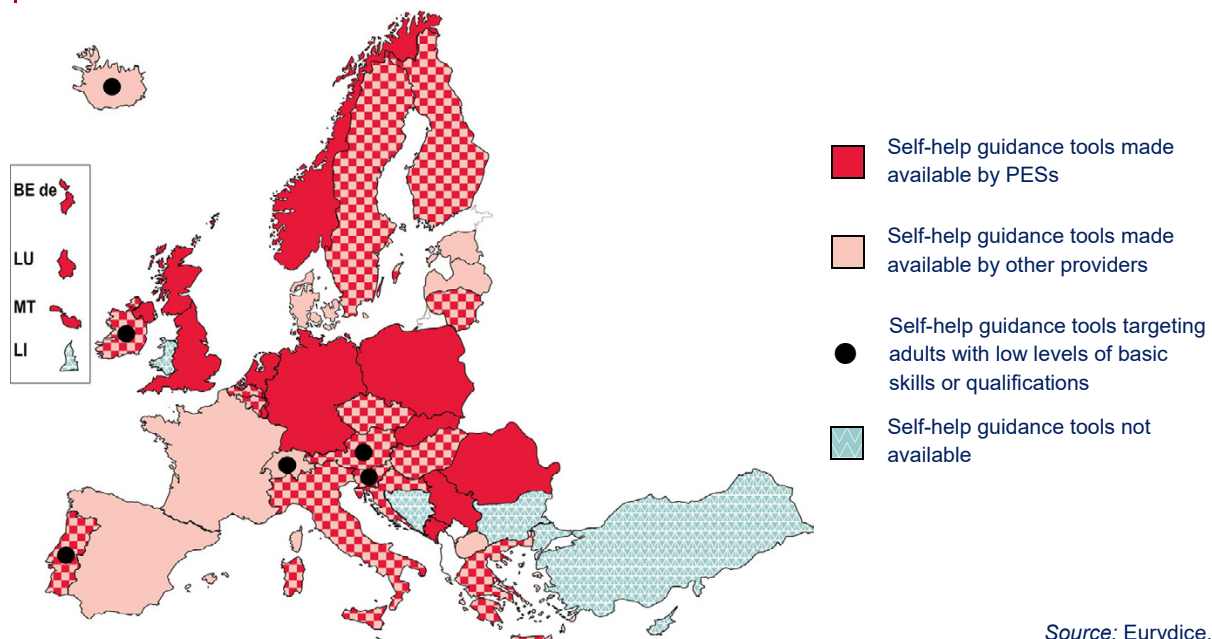 BE de
LU
MT
LI
Self-help guidance tools made
available by PESs
Self-help guidance tools made
available by other providers
Self-help guidance tools targeting
adults with low levels of basic
skills or qualifications
Self-help guidance tools not
available
Source: Eurydice.